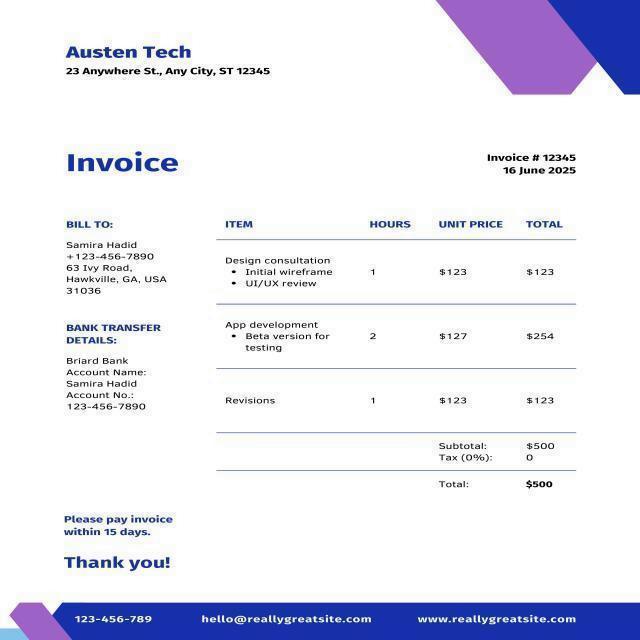 Austen Tech
23 Anywhere St., Any City, ST 12345
Invoice
Invoice # 12345
16 June 2025
BILL TO:
Samira Hadid
+123-456-7890
63 Ivy Road,
Hawkville, GA, USA
31036
BANK TRANSFER
DETAILS:
Briard Bank
Account Name:
Samira Hadid
Account No.:
123-456-7890
ITEM HOURS UNIT PRICE TOTAL
Design consultation
• Initial wireframe 1 $123 $123
• UI/UX review
App development
• Beta version for 2 $127 $254
testing
Revisions 1 $123 $123
Subtotal: $500
Tax (0%): 0
Total: $500
Please pay invoice
within 15 days.
Thank you!
123-456-789 hello@reallygreatsite.com www.reallygreatsite.com